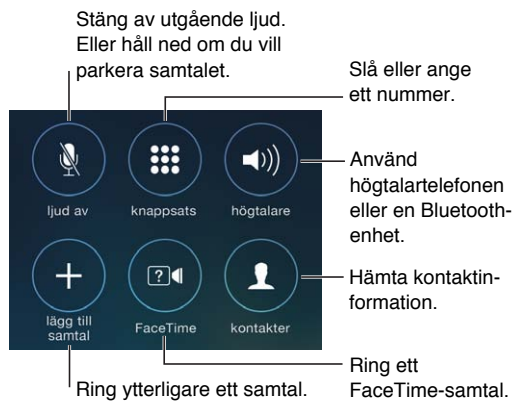 Stäng av utgående ljud.
Eller håll ned om du vill
parkera samtalet.
Slå eller ange
ett nummer.
Använd
högtalartelefonen
eller en Bluetooth-
enhet.
Hämta kontaktin-
formation.
Ring ett
FaceTime-samtal.
Ring ytterligare ett samtal.
ljud av
knappsats
högtalare
lägg till
samtal
FaceTime
kontakter